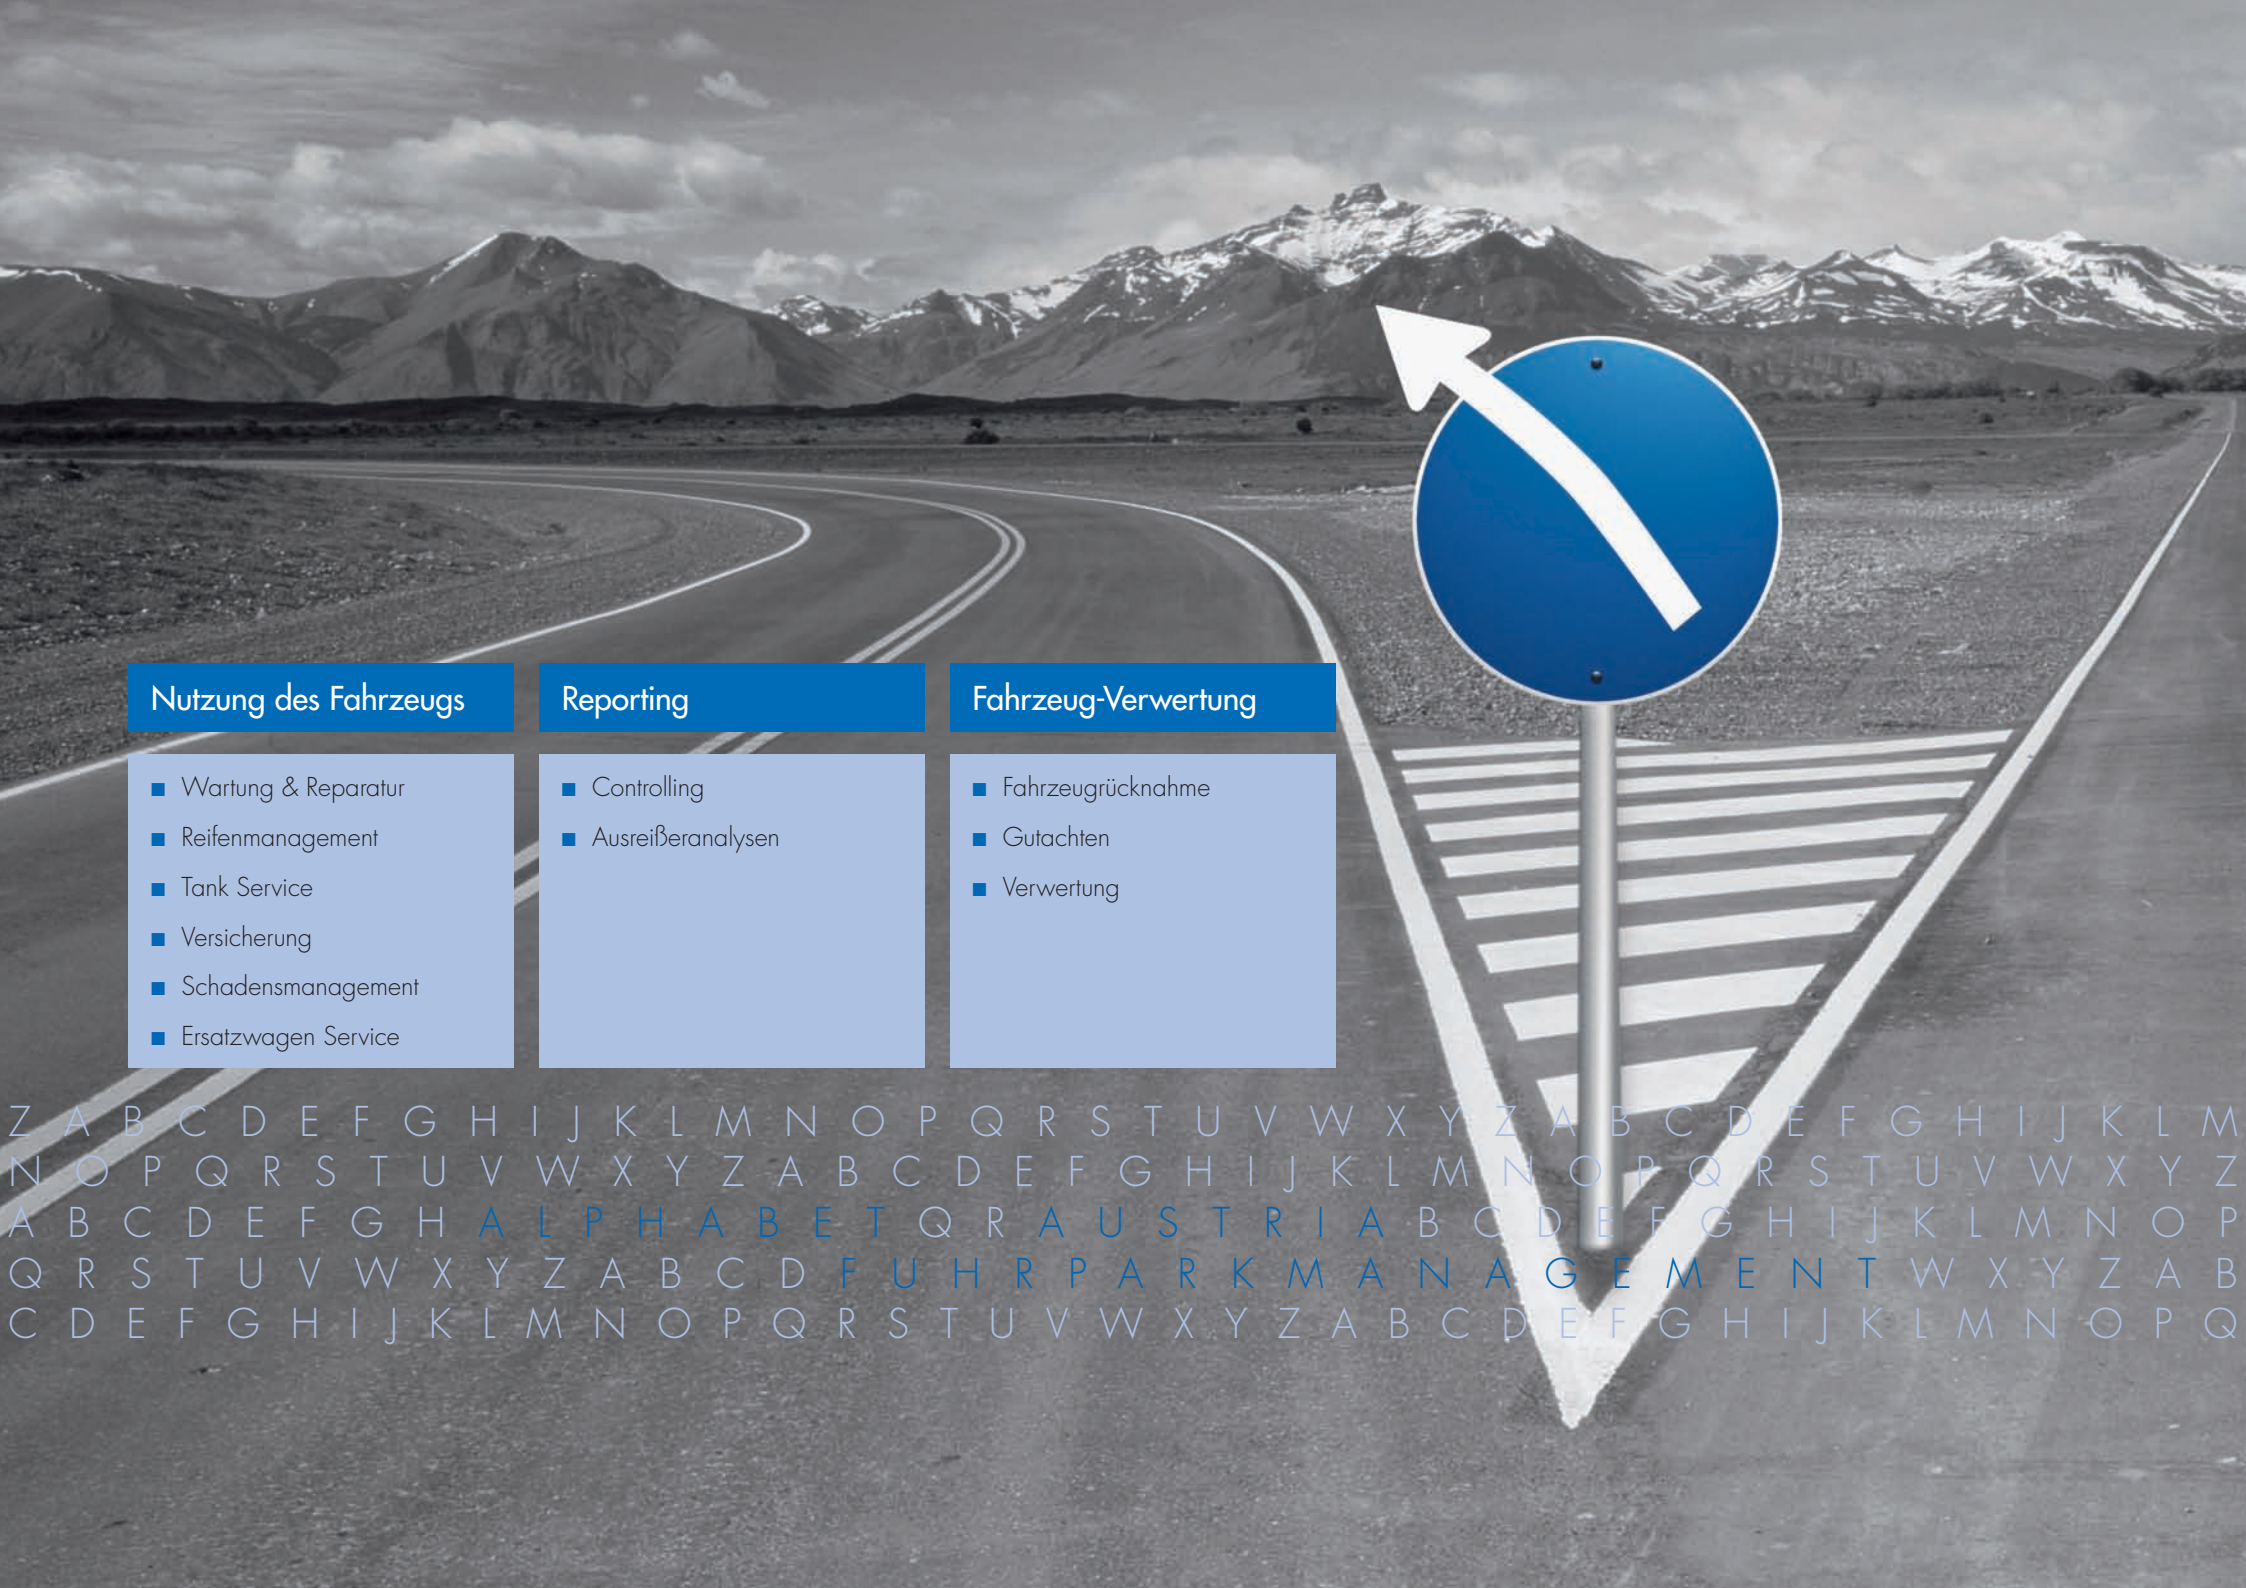 Nutzung des Fahrzeugs
Wartung & Reparatur
Reifenmanagement
Tank Service
Versicherung
Schadensmanagement
Ersatzwagen Service
Reporting
Controlling
Ausreißeranalysen
Fahrzeug-Verwertung
Fahrzeugrücknahme
Gutachten
Verwertung
Z A B C D E F G H I J K L M N O P Q R S T U V W X Y Z A B C D E F G H I J K L M
N O P Q R S T U V W X Y Z A B C D E F G H I J K L M N O P Q R S T U V W X Y Z
A B C D E F G H A L P H A B E T Q R A U S T R I A B C D E F G H I J K L M N O P
Q R S T U V W X Y Z A B C D F U H R P A R K M A N A G E M E N T W X Y Z A B
C D E F G H I J K L M N O P Q R S T U V W X Y Z A B C D E F G H I J K L M N O P Q